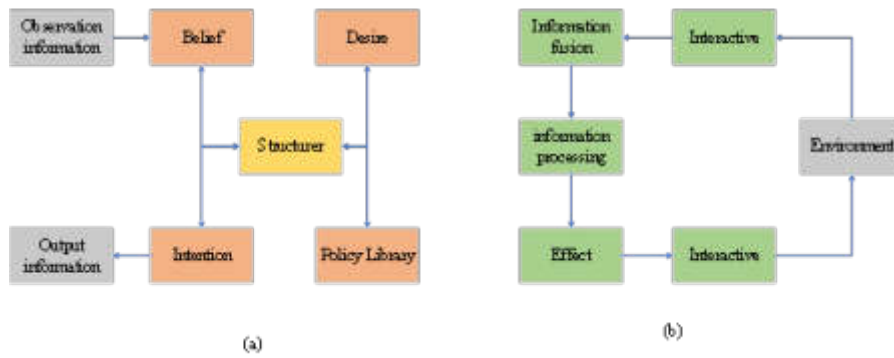 Observation
information
Belief
Desire
Structurer
Output
information
Intention
Policy Library
(a)
Information
fusion
Interactive
information
processing
Environment
Effect
Interactive
(b)